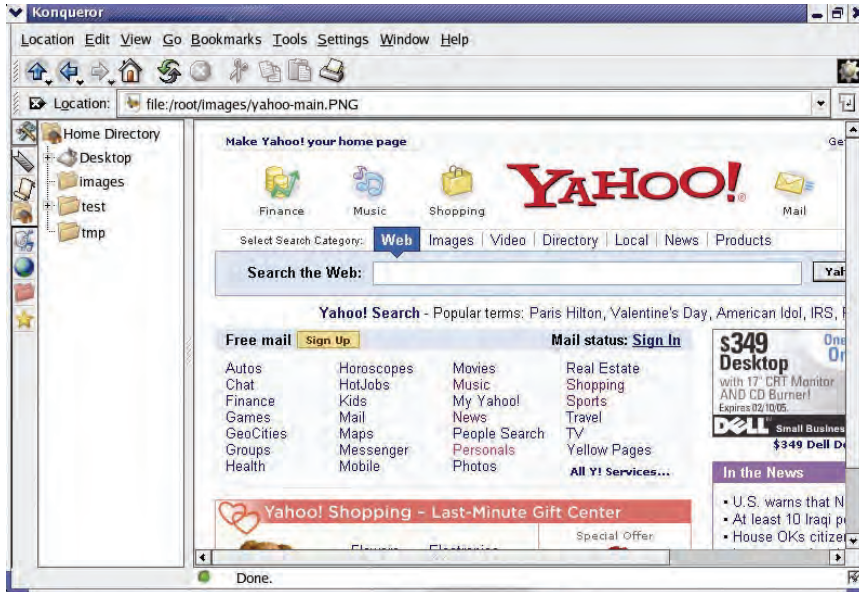 Konqueror
Location Edit View Go Bookmarks Tools Settings Window Help
Location: file:/root/images/yahoo-main.PNG
Home Directory
Desktop
images
test
tmp
Make Yahoo! your home page
Finance Music Shopping YAHOO! Mail
Select Search Category: Web Images Video Directory Local News Products
Search the Web:
Yahoo! Search - Popular terms: Paris Hilton, Valentine's Day, American Idol, IRS,
Free mail Sign Up Mail status: Sign In
Autos Horoscopes Movies Real Estate
Chat HotJobs Music Shopping
Finance Kids My Yahoo! Sports
Games Mail News Travel
GeoCities Maps People Search TV
Groups Messenger Personals Yellow Pages
Health Mobile Photos All Y! Services...
$349
Desktop
with 17" CRT Monitor
AND CD Burner!
Expires 02/10/05.
DELL Small Busines
$349 Dell
In the News
• U.S. warns that N
• At least 10 Iraqi
• House OKs citize
Yahoo! Shopping - Last-Minute Gift Center
Special Offer
Done.